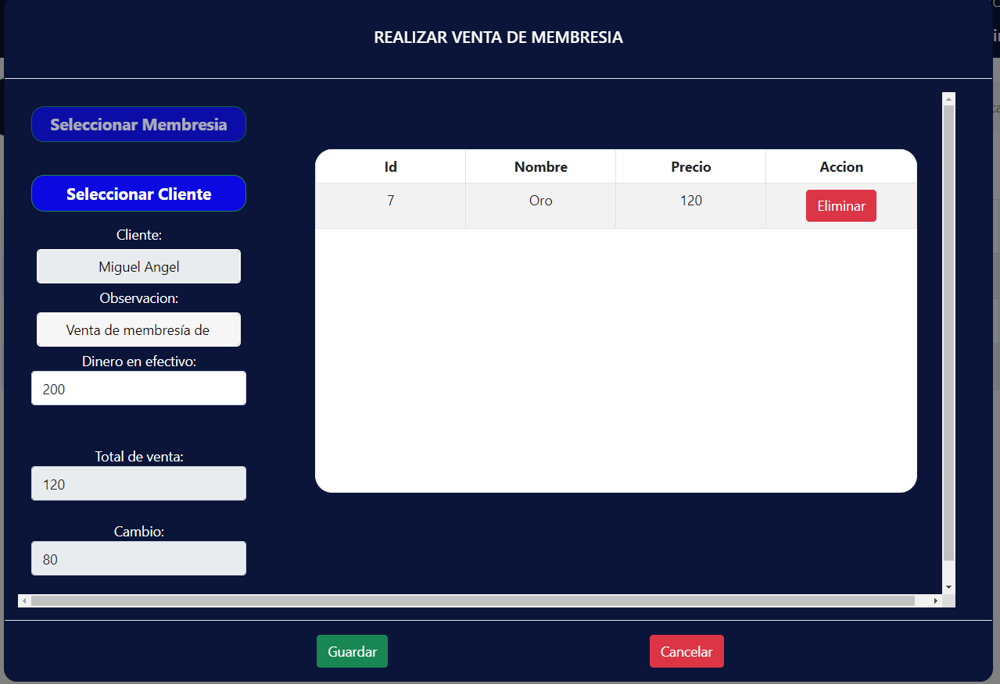 REALIZAR VENTA DE MEMBRESIA
Seleccionar Membresia
Seleccionar Cliente
Cliente:
Miguel Angel
Observacion:
Venta de membresía de
Dinero en efectivo:
200
Total de venta:
120
Cambio:
80
Id Nombre Precio Accion
7 Oro 120 Eliminar
Guardar Cancelar